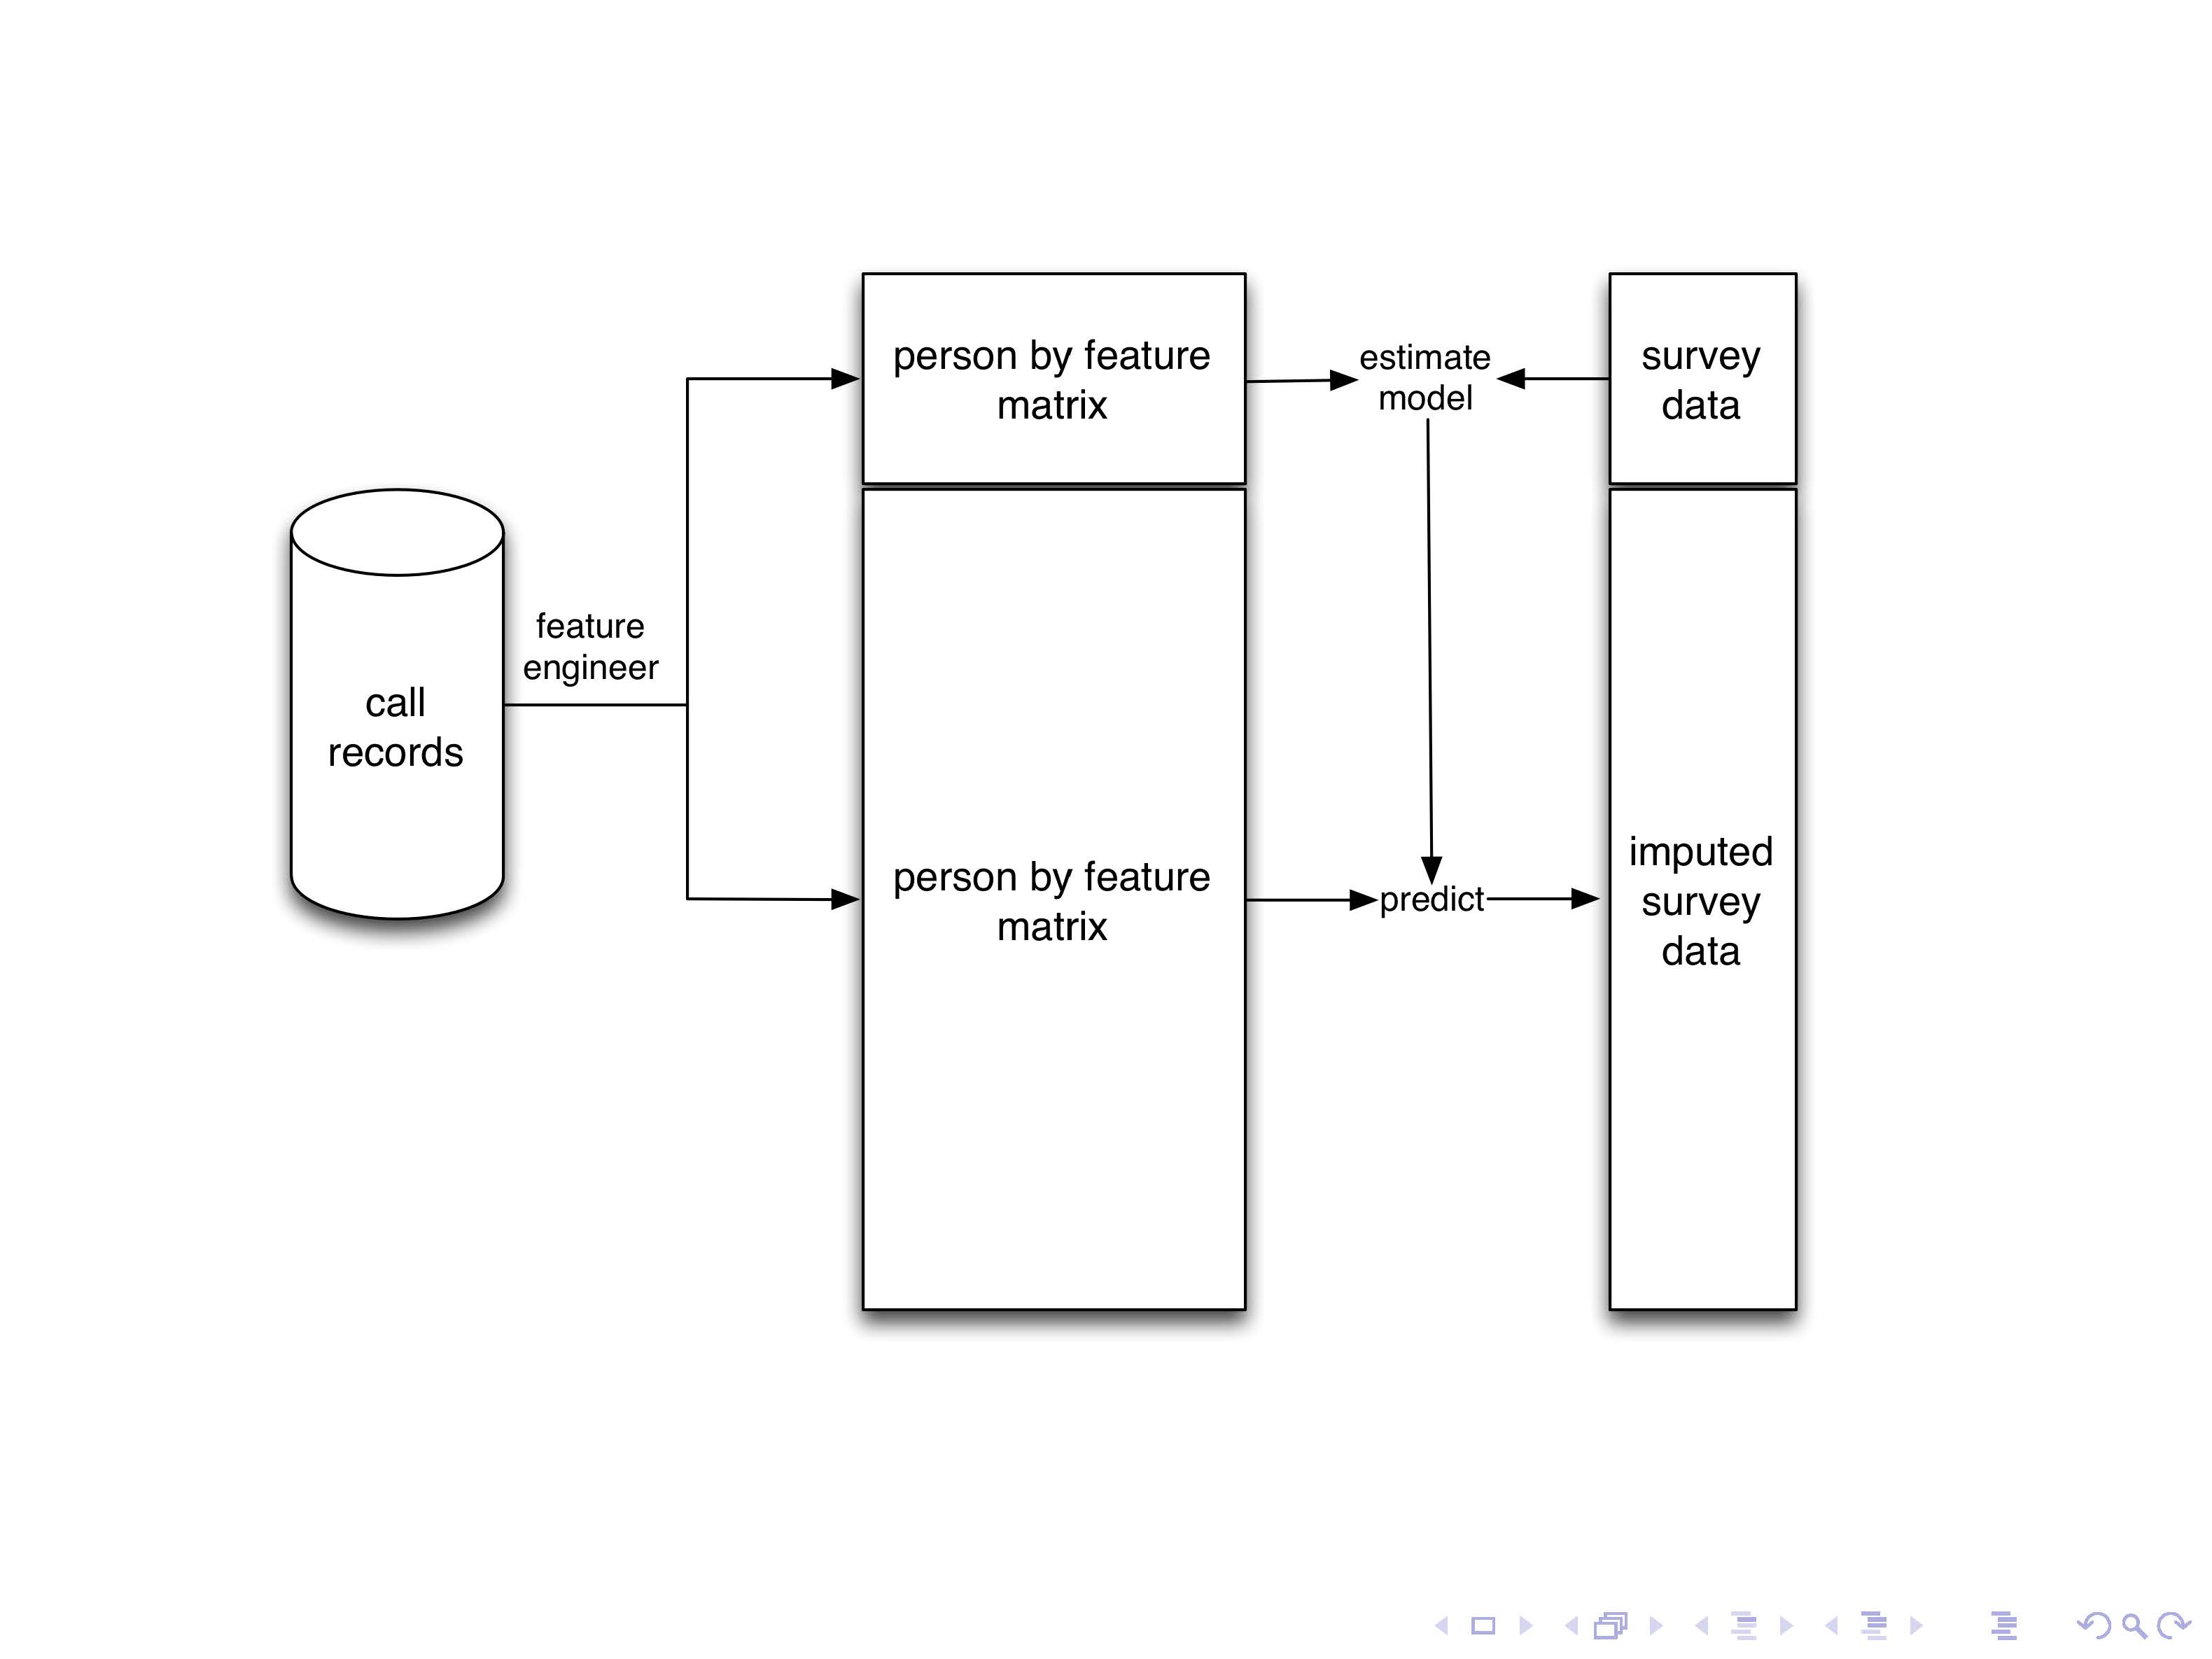 call
records
feature
engineer
person by feature
matrix
estimate
model
survey
data
person by feature
matrix
predict
imputed
survey
data